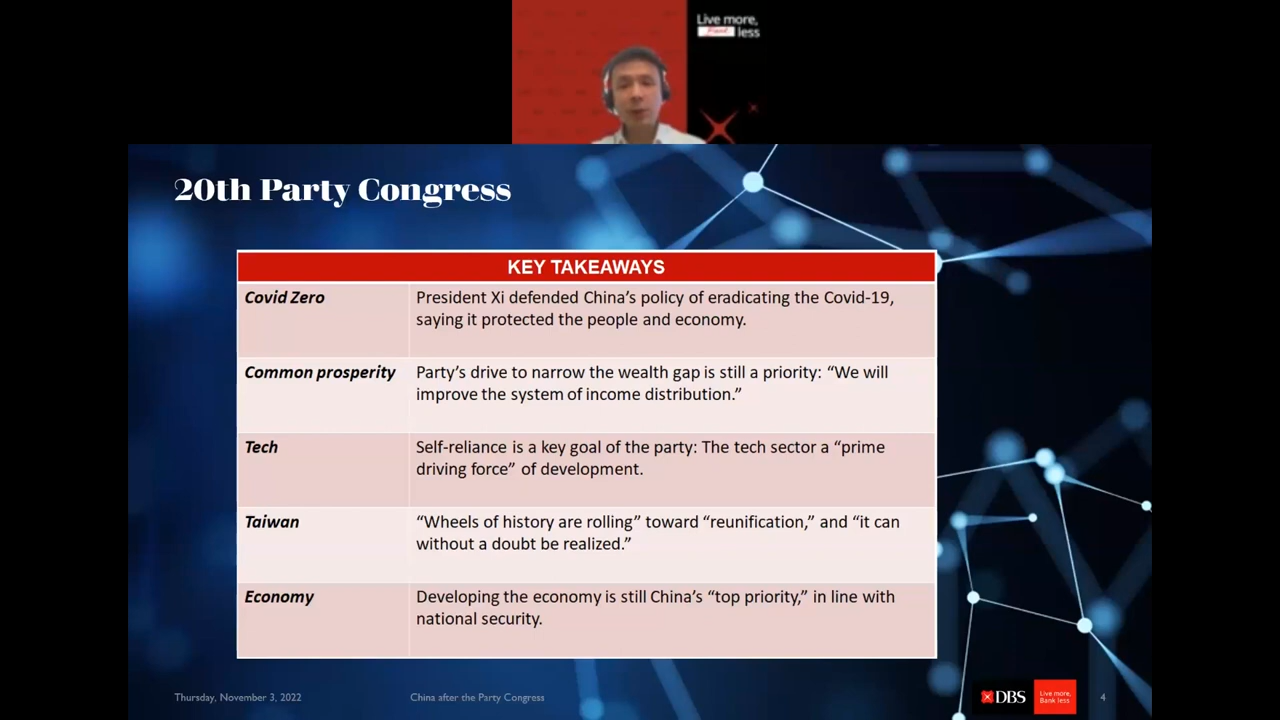 Live more,
less
20th Party Congress
KEY TAKEAWAYS
Covid Zero
President Xi defended China’s policy of eradicating the Covid-19,
saying it protected the people and economy.
Common prosperity
Party’s drive to narrow the wealth gap is still a priority: “We will
improve the system of income distribution.”
Tech
Self-reliance is a key goal of the party: The tech sector a “prime
driving force” of development.
Taiwan
“Wheels of history are rolling” toward “reunification,” and “it can
without a doubt be realized.”
Economy
Developing the economy is still China’s “top priority,” in line with
national security.
Thursday, November 3, 2022
China after the Party Congress
DBS
Live more,
Bank less
4